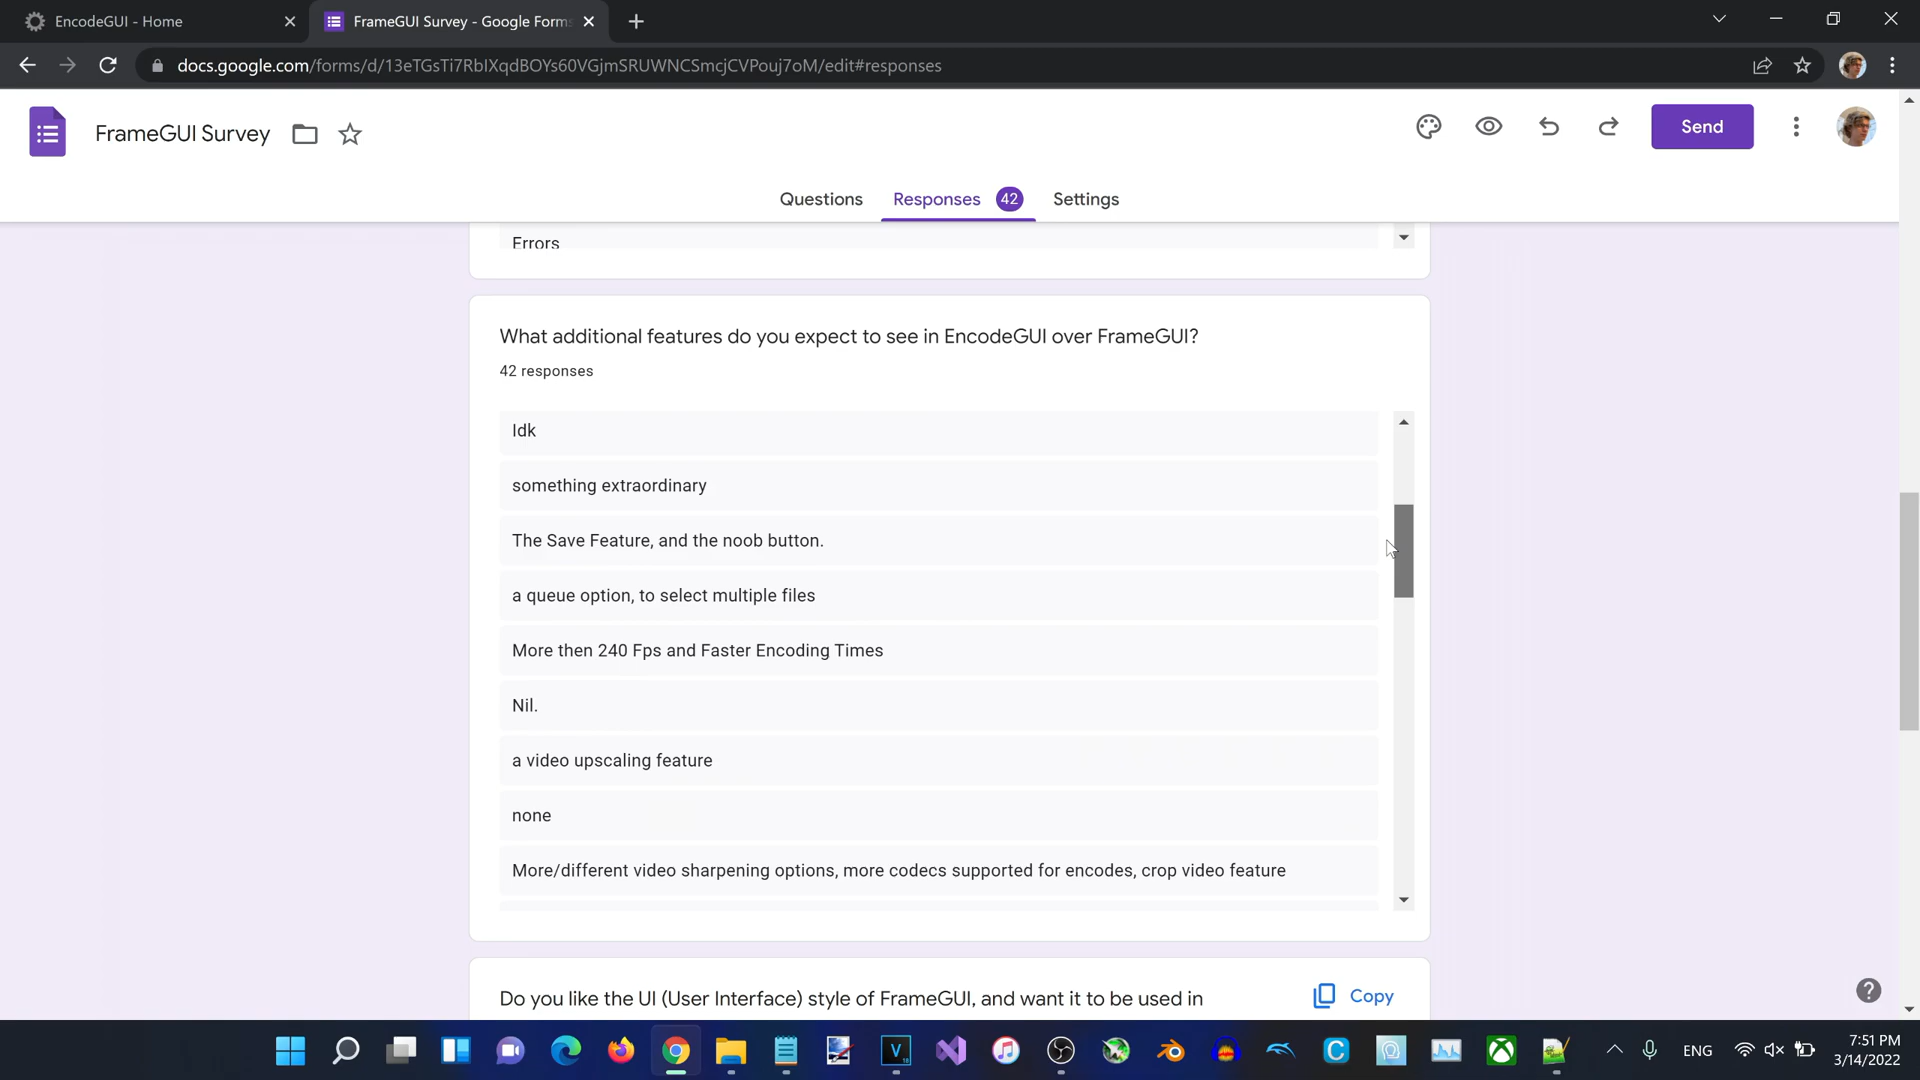 EncodeGUI - Home
FrameGUI Survey - Google Forms
docs.google.com/forms/d/13eTGsTi7RbIXqdBOYs60VGjmSRUWNCSmcjCVPouj7oM/edit#responses
FrameGUI Survey
Send
Questions
Responses
42
Settings
Errors
What additional features do you expect to see in EncodeGUI over FrameGUI?
42 responses
Idk
something extraordinary
The Save Feature, and the noob button.
a queue option, to select multiple files
More then 240 Fps and Faster Encoding Times
Nil.
a video upscaling feature
none
More/different video sharpening options, more codecs supported for encodes, crop video feature
Do you like the UI (User Interface) style of FrameGUI, and want it to be used in
Copy
ENG
7:51 PM
3/14/2022